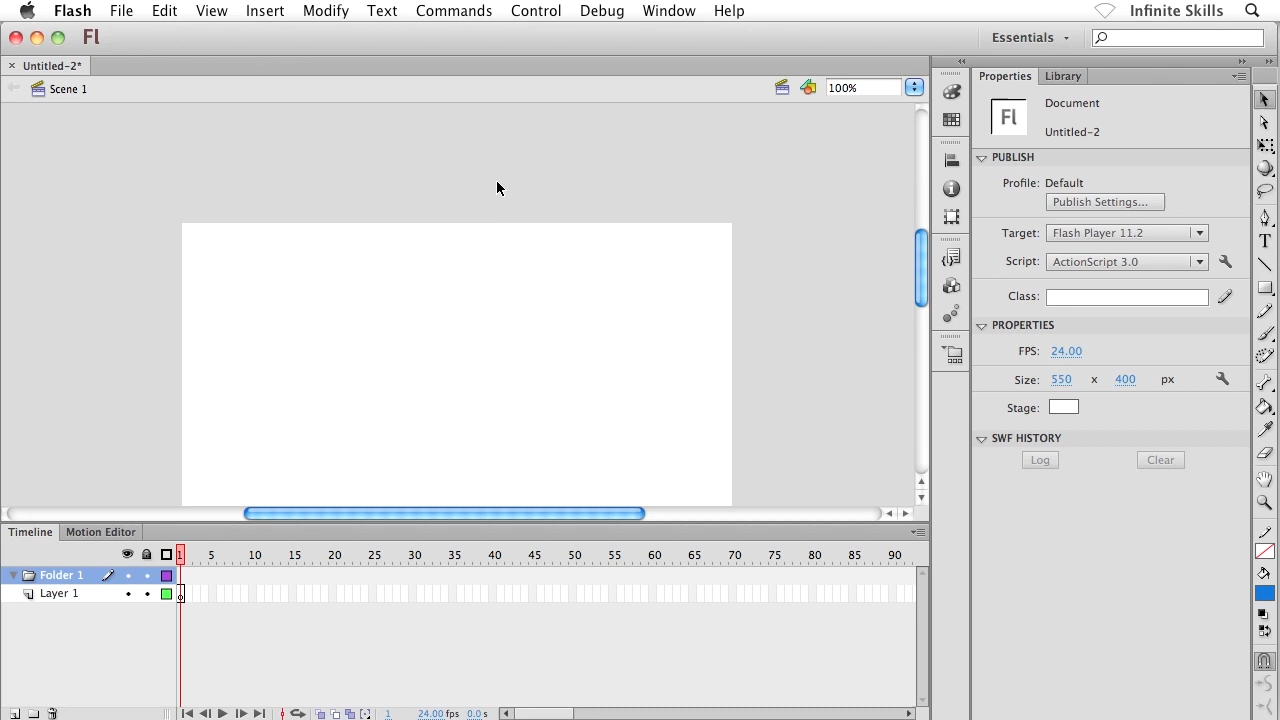 Flash File Edit View Insert Modify Text Commands Control Debug Window Help Infinite Skills
Fl Essentials
Untitled-2*
Scene 1 100%
Properties Library
Fl Document
Untitled-2
PUBLISH
Profile: Default
Publish Settings...
Target: Flash Player 11.2
Script: ActionScript 3.0
Class:
PROPERTIES
FPS: 24.00
Size: 550 x 400 px
Stage:
SWF HISTORY
Log Clear
Timeline Motion Editor
1 5 10 15 20 25 30 35 40 45 50 55 60 65 70 75 80 85 90
Folder 1
Layer 1
1 24.00 fps 0.0 s